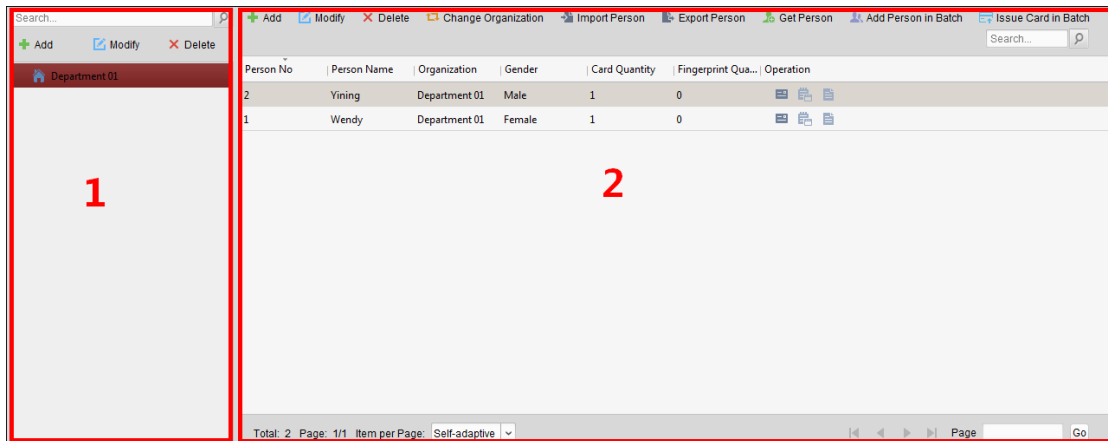 Search...
Add Modify Delete
Department 01
1
Add Modify Delete Change Organization Import Person Export Person Get Person Add Person in Batch Issue Card in Batch
Search...
Person No Person Name Organization Gender Card Quantity Fingerprint Qua... Operation
2 Yining Department 01 Male 1 0
1 Wendy Department 01 Female 1 0
2
Total: 2 Page: 1/1 Item per Page: Self-adaptive Page Go